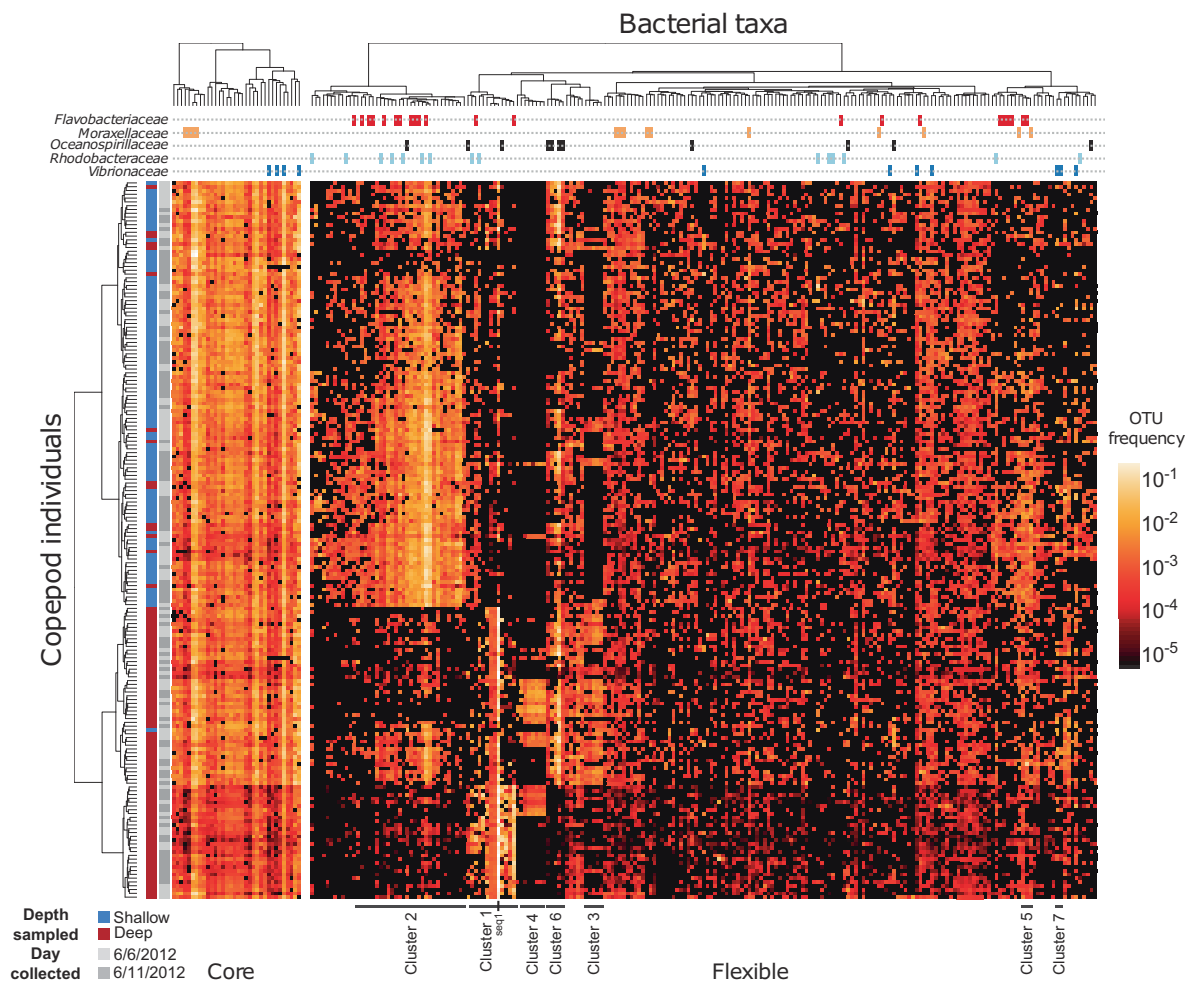 Bacterial taxa
Flavobacteriaceae
Moraxellaceae
Oceanospirillaceae
Rhodobacteraceae
Vibrionaceae
Copepod individuals
OTU
frequency
10-1
10-2
10-3
10-4
10-5
Depth
sampled
Shallow
Deep
Day
collected
6/6/2012
6/11/2012
Core
Cluster 2
Cluster 1
seq1
Cluster 4
Cluster 6
Cluster 3
Flexible
Cluster 5
Cluster 7